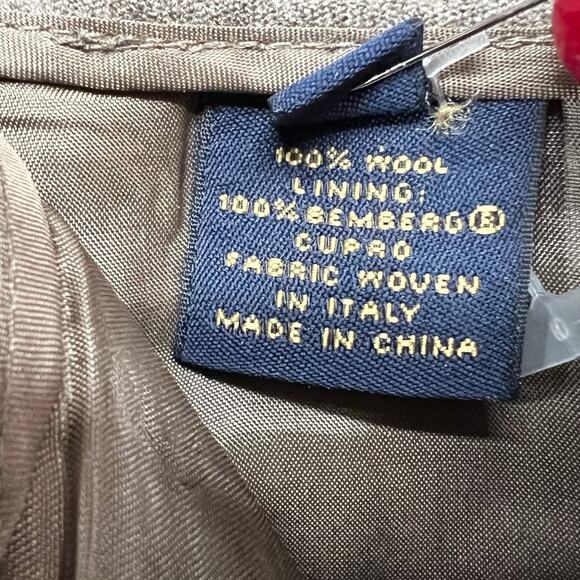 100% WOOL
LINING:
100% BEMBERG®
CUPRO
FABRIC WOVEN
IN ITALY
MADE IN CHINA